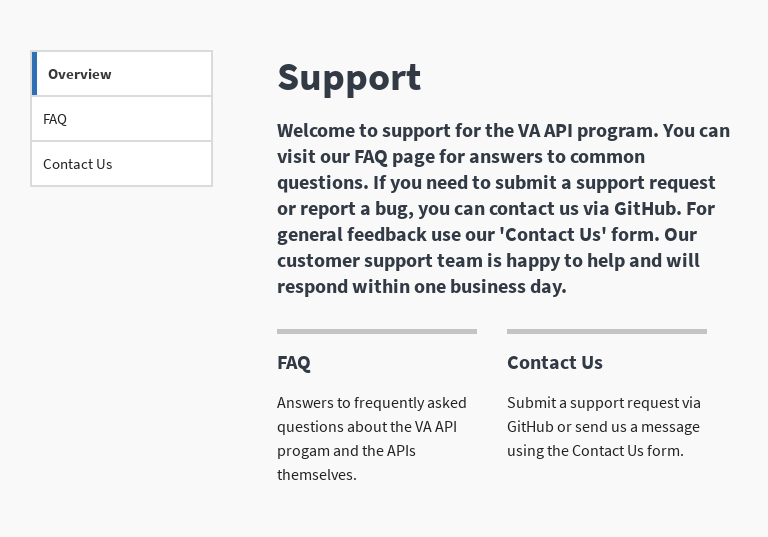 Overview
FAQ
Contact Us
Support
Welcome to support for the VA API program. You can
visit our FAQ page for answers to common
questions. If you need to submit a support request
or report a bug, you can contact us via GitHub. For
general feedback use our 'Contact Us' form. Our
customer support team is happy to help and will
respond within one business day.
FAQ
Answers to frequently asked
questions about the VA API
progam and the APIs
themselves.
Contact Us
Submit a support request via
GitHub or send us a message
using the Contact Us form.